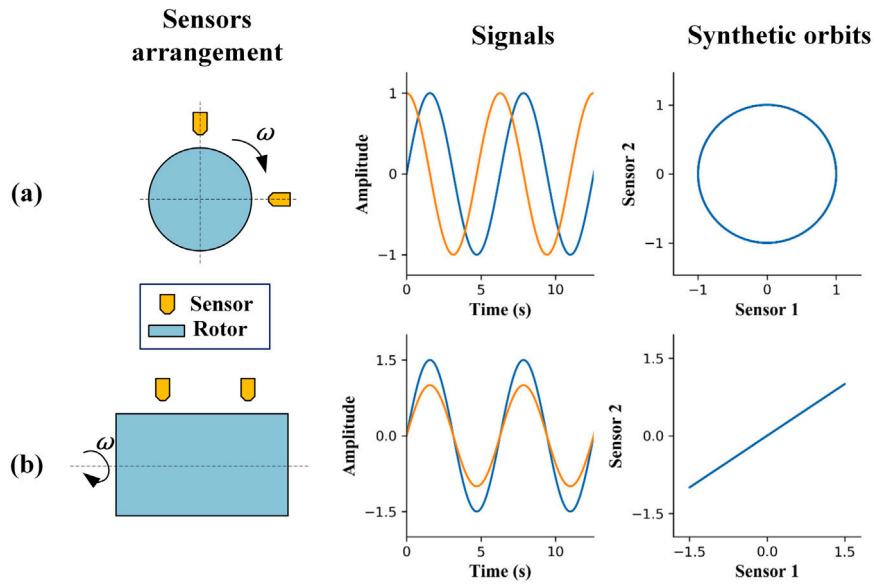 Sensors
arrangement
Signals
Synthetic orbits
(a)
ω
Amplitude
1
0
−1
0
5
10
Time (s)
Sensor 2
1
0
−1
−1
0
1
Sensor 1
Sensor
Rotor
(b)
ω
Amplitude
1.5
0.0
−1.5
0
5
10
Time (s)
Sensor 2
1.5
0.0
−1.5
−1.5
0.0
1.5
Sensor 1